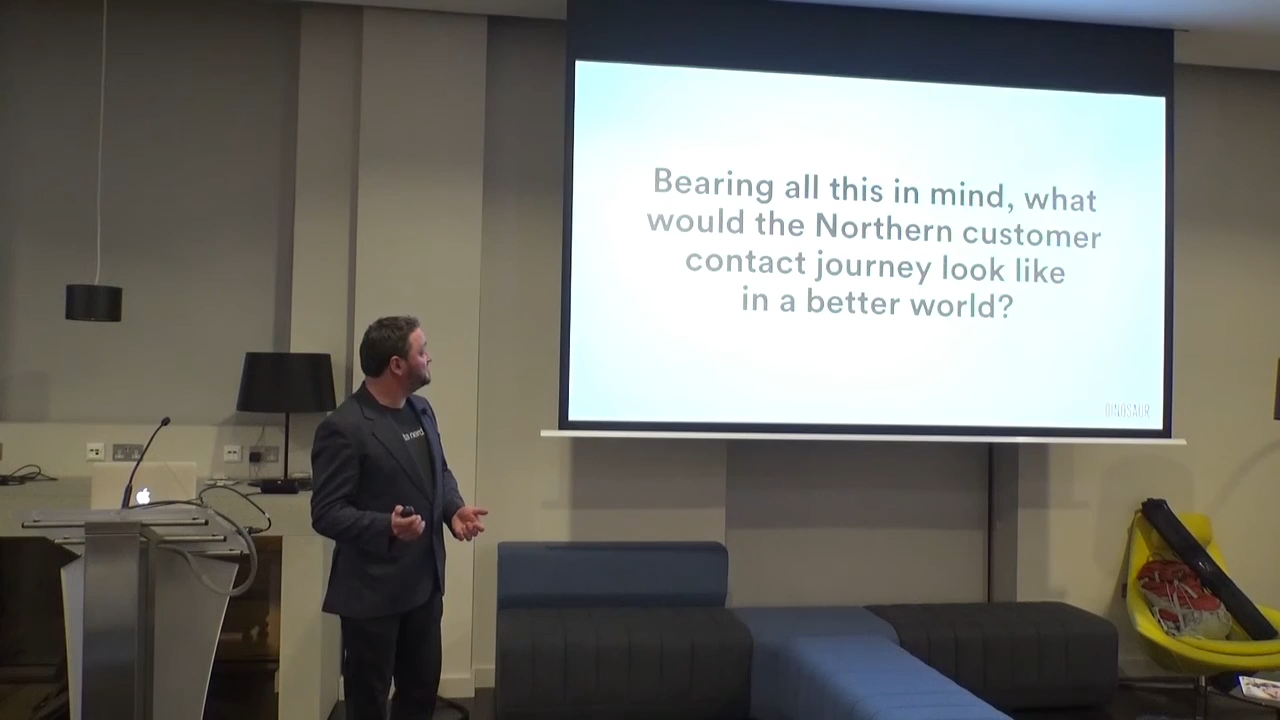 Bearing all this in mind, what
would the Northern customer
contact journey look like
in a better world?
DINOSAUR